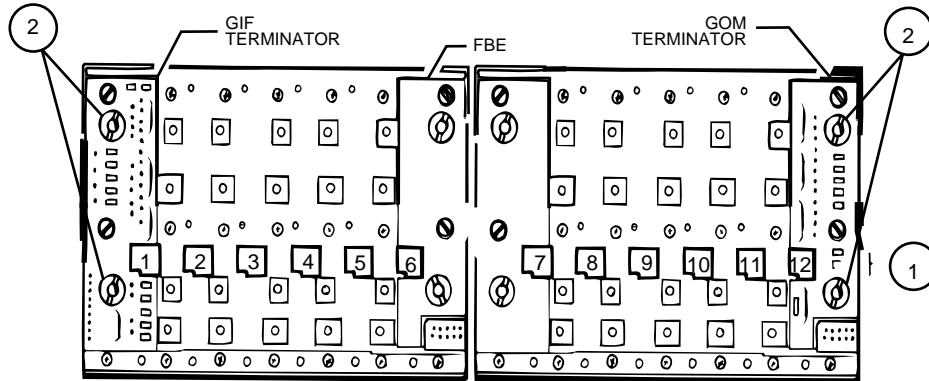 2
GIF
TERMINATOR
FBE
GOM
TERMINATOR
2
1 2 3 4 5 6 7 8 9 10 11 12
1